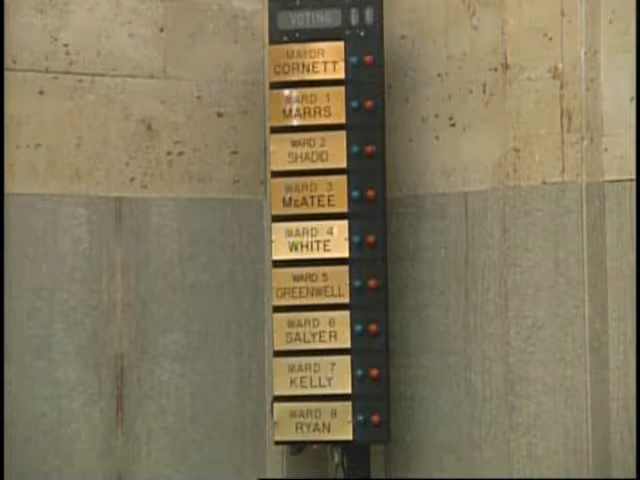 VOTING
MAYOR
CORNETT
WARD 1
MARRS
WARD 2
SHADID
WARD 3
McATEE
WARD 4
WHITE
WARD 5
GREENWELL
WARD 6
SALYER
WARD 7
KELLY
WARD 8
RYAN